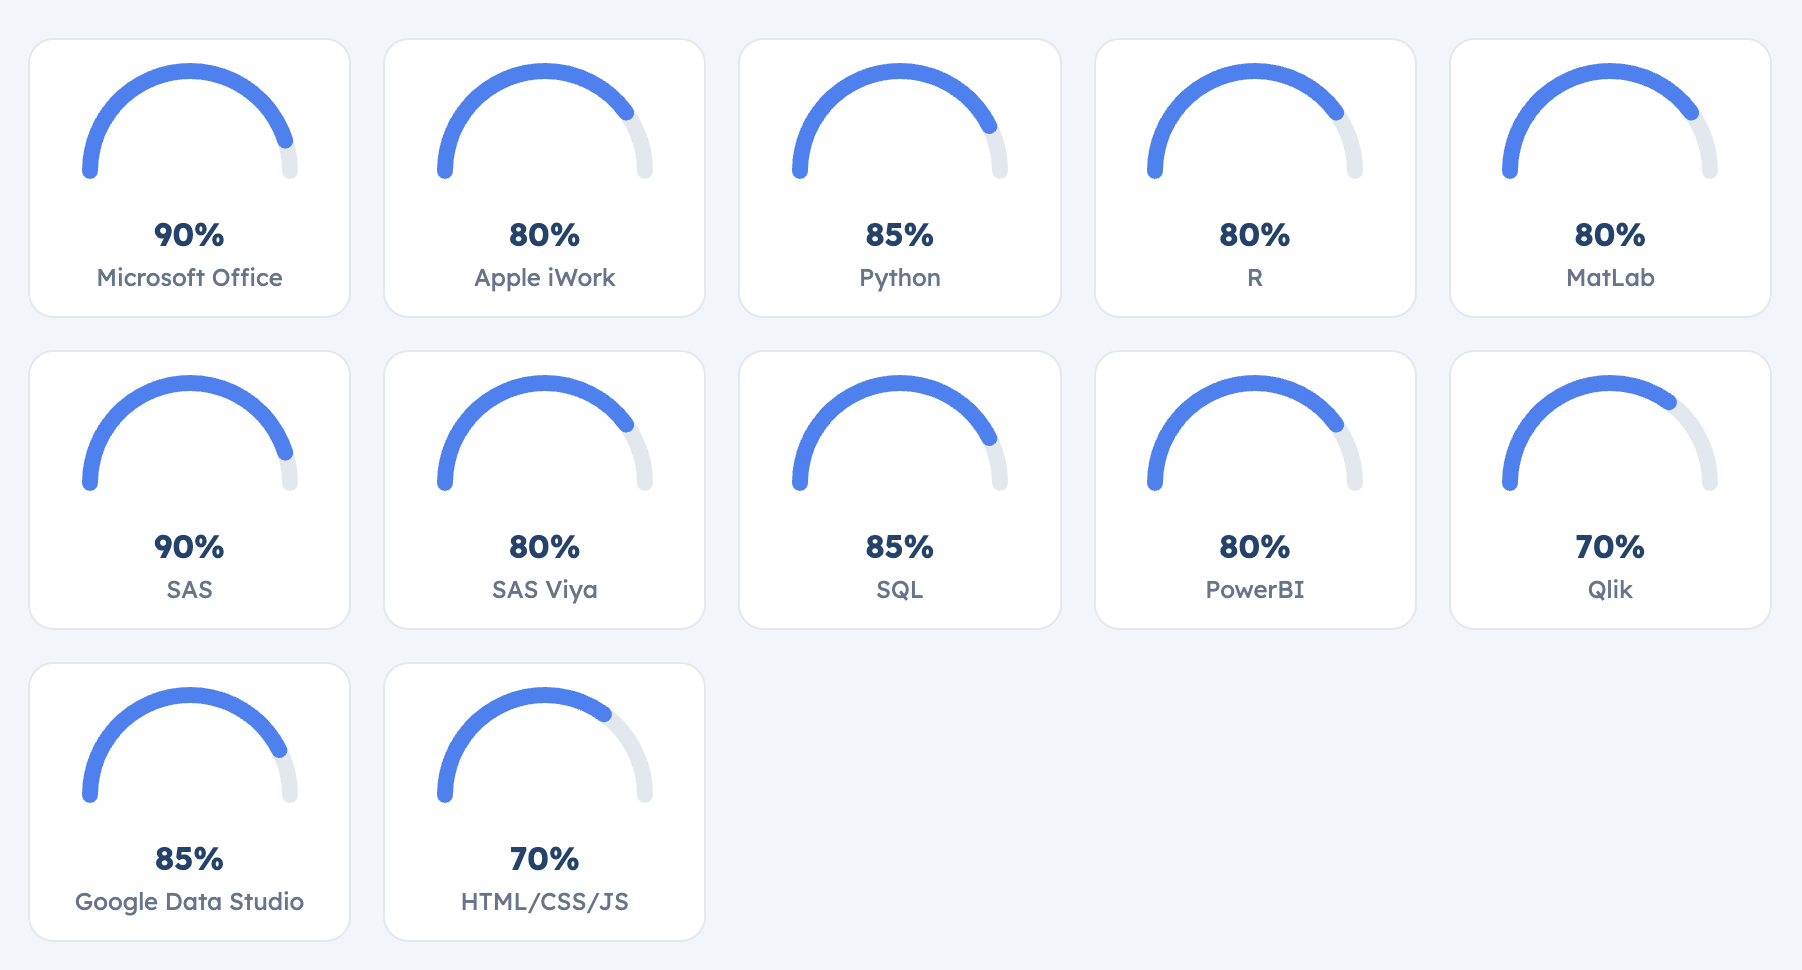 90%
Microsoft Office
80%
Apple iWork
85%
Python
80%
R
80%
MatLab
90%
SAS
80%
SAS Viya
85%
SQL
80%
PowerBI
70%
Qlik
85%
Google Data Studio
70%
HTML/CSS/JS